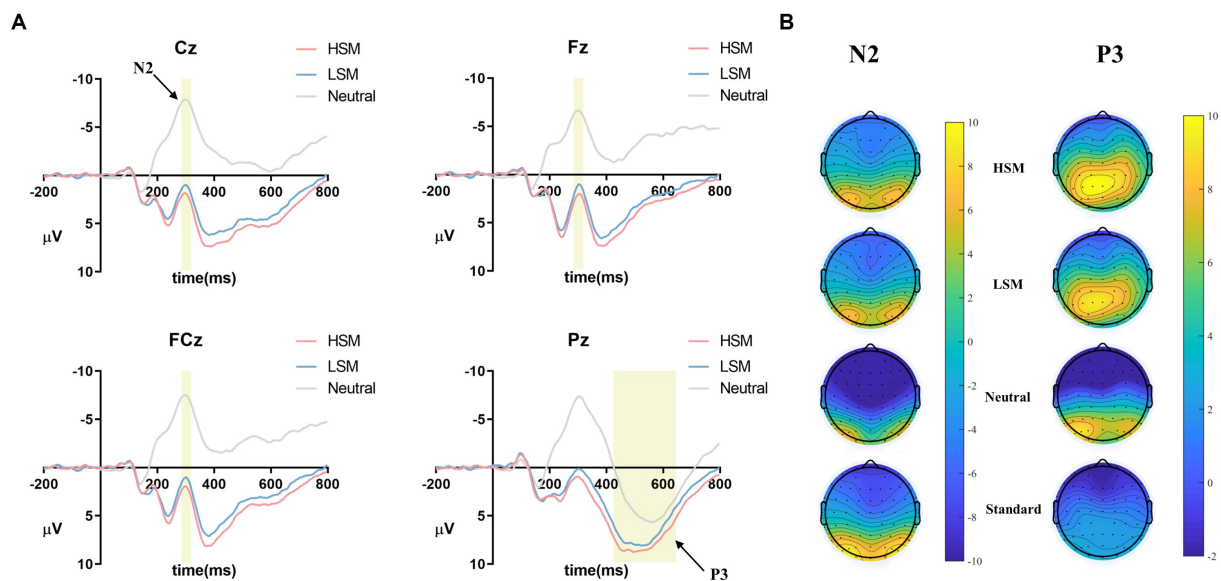 A
Cz
HSM
LSM
Neutral
N2
-10
-5
-200
200
400
600
800
5
10
μV
time(ms)
Fz
HSM
LSM
Neutral
-10
-5
-200
200
400
600
800
5
10
μV
time(ms)
FCz
HSM
LSM
Neutral
-10
-5
-200
200
400
600
800
5
10
μV
time(ms)
Pz
HSM
LSM
Neutral
-10
-5
-200
200
400
600
800
5
10
μV
time(ms)
P3
B
N2
P3
HSM
LSM
Neutral
Standard
10
8
6
4
2
0
-2
-4
-6
-8
-10
10
8
6
4
2
0
-2